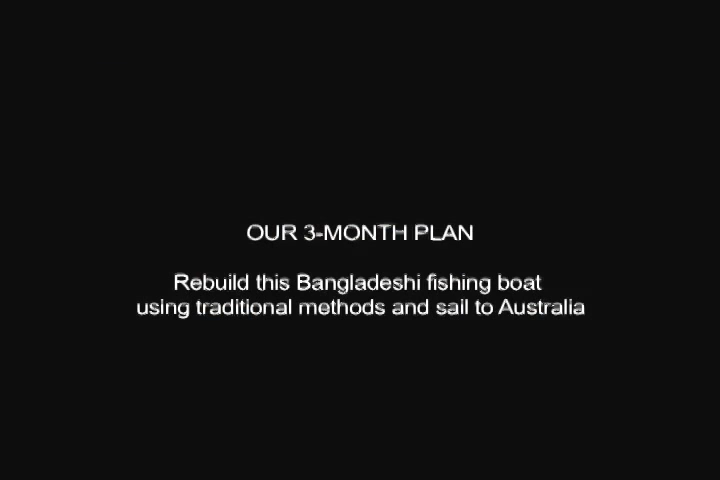 OUR 3-MONTH PLAN
Rebuild this Bangladeshi fishing boat
using traditional methods and sail to Australia